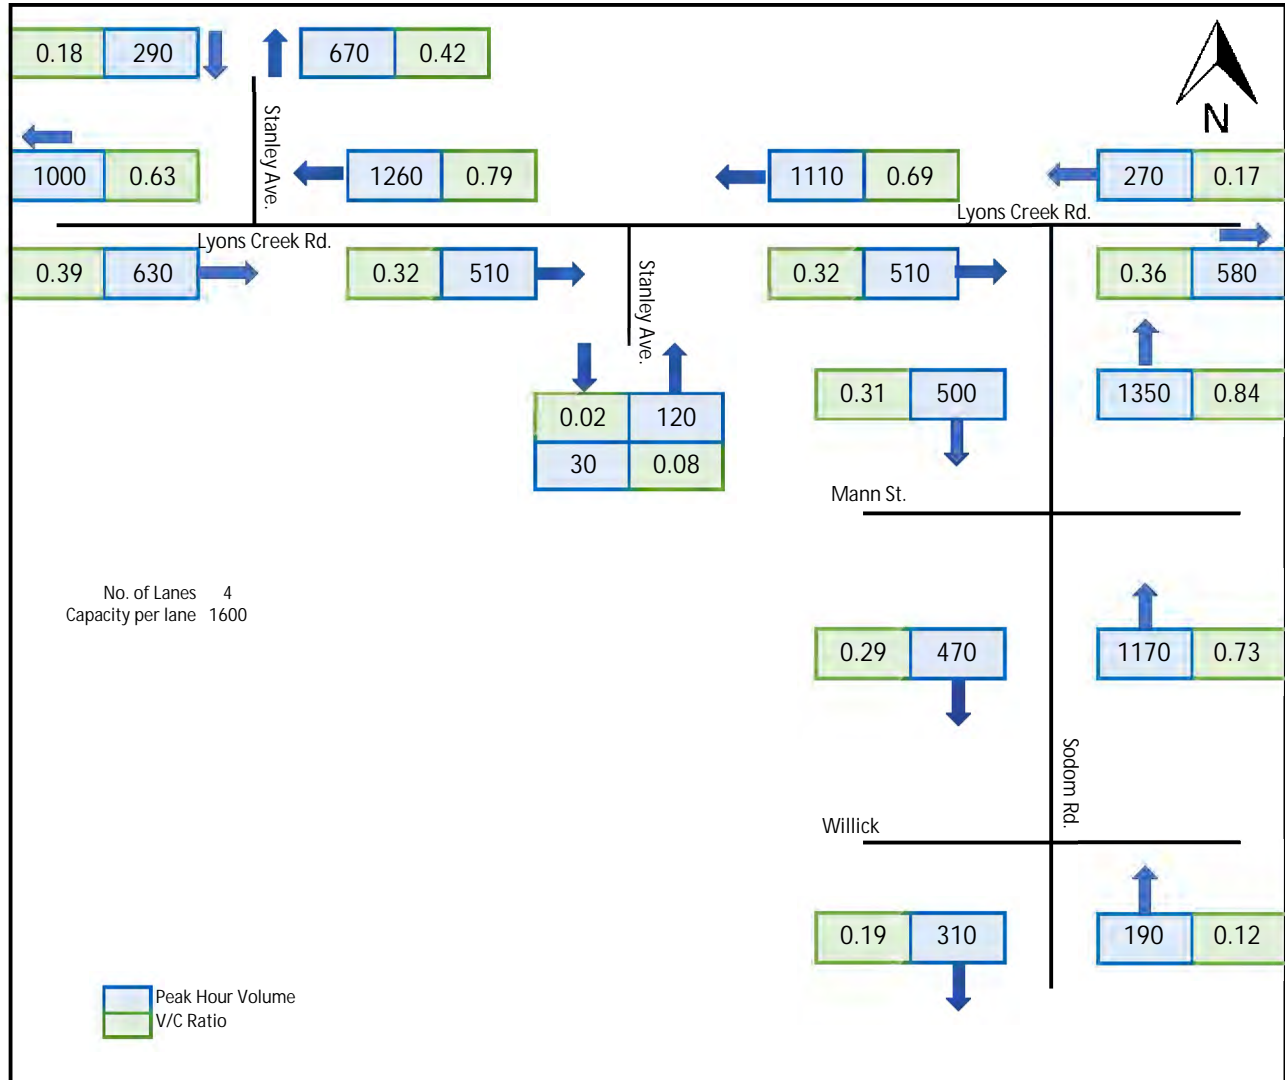 0.18 290 670 0.42
N
Stanley Ave.
1000 0.63 1260 0.79 1110 0.69 270 0.17
Lyons Creek Rd.
Lyons Creek Rd.
0.39 630 0.32 510 0.32 510 0.36 580
Stanley Ave.
0.31 500 1350 0.84
0.02 120
30 0.08
Mann St.
No. of Lanes 4
Capacity per lane 1600
0.29 470 1170 0.73
Sodom Rd.
Willick
0.19 310 190 0.12
Peak Hour Volume
V/C Ratio